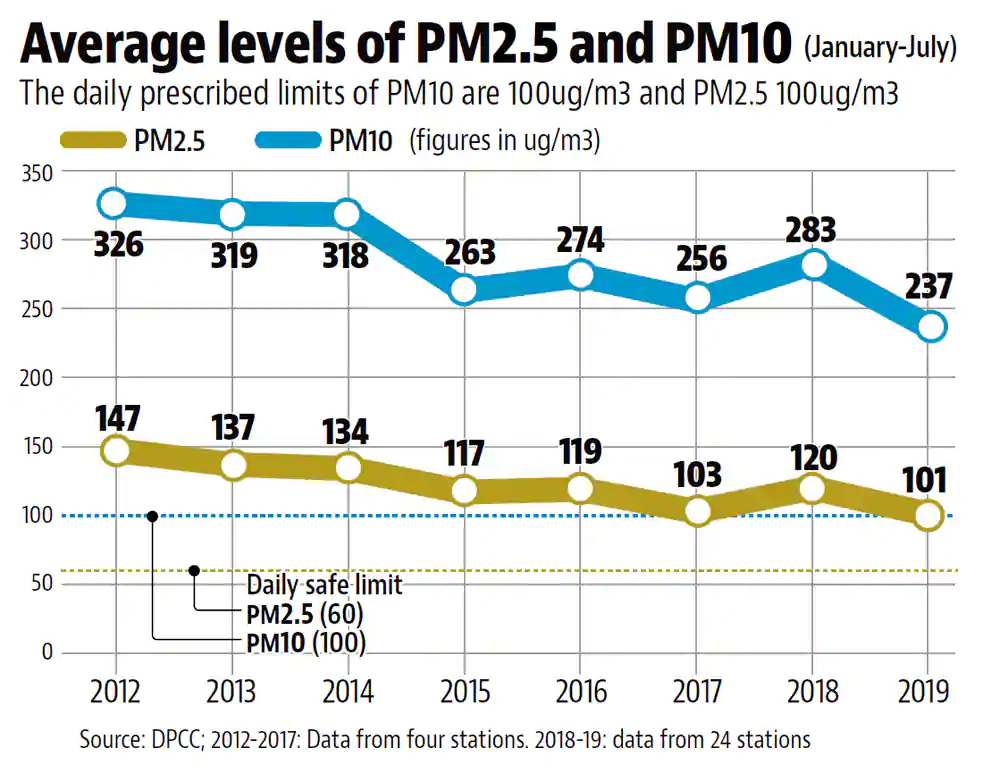 Average levels of PM2.5 and PM10 (January-July)
The daily prescribed limits of PM10 are 100ug/m3 and PM2.5 100ug/m3
PM2.5 PM10 (figures in ug/m3)
350
300
250
200
150
100
50
0
326 319 318 263 274 256 283 237
147 137 134 117 119 103 120 101
Daily safe limit
PM2.5 (60)
PM10 (100)
2012 2013 2014 2015 2016 2017 2018 2019
Source: DPCC; 2012-2017: Data from four stations. 2018-19: data from 24 stations